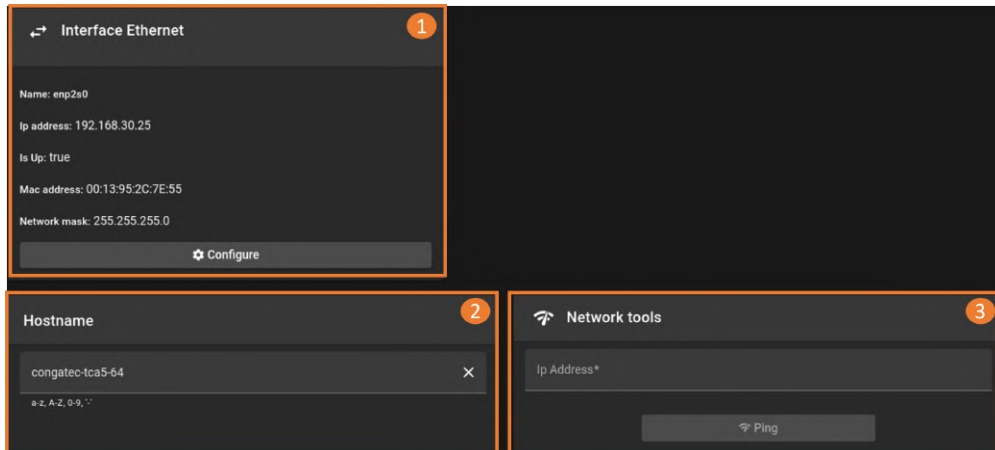 Interface Ethernet
1
Name: enp2s0
Ip address: 192.168.30.25
Is Up: true
Mac address: 00:13:95:2C:7E:55
Network mask: 255.255.255.0
Configure
Hostname
2
congatec-tca5-64
a-z, A-Z, 0-9, '-'
Network tools
3
Ip Address*
Ping